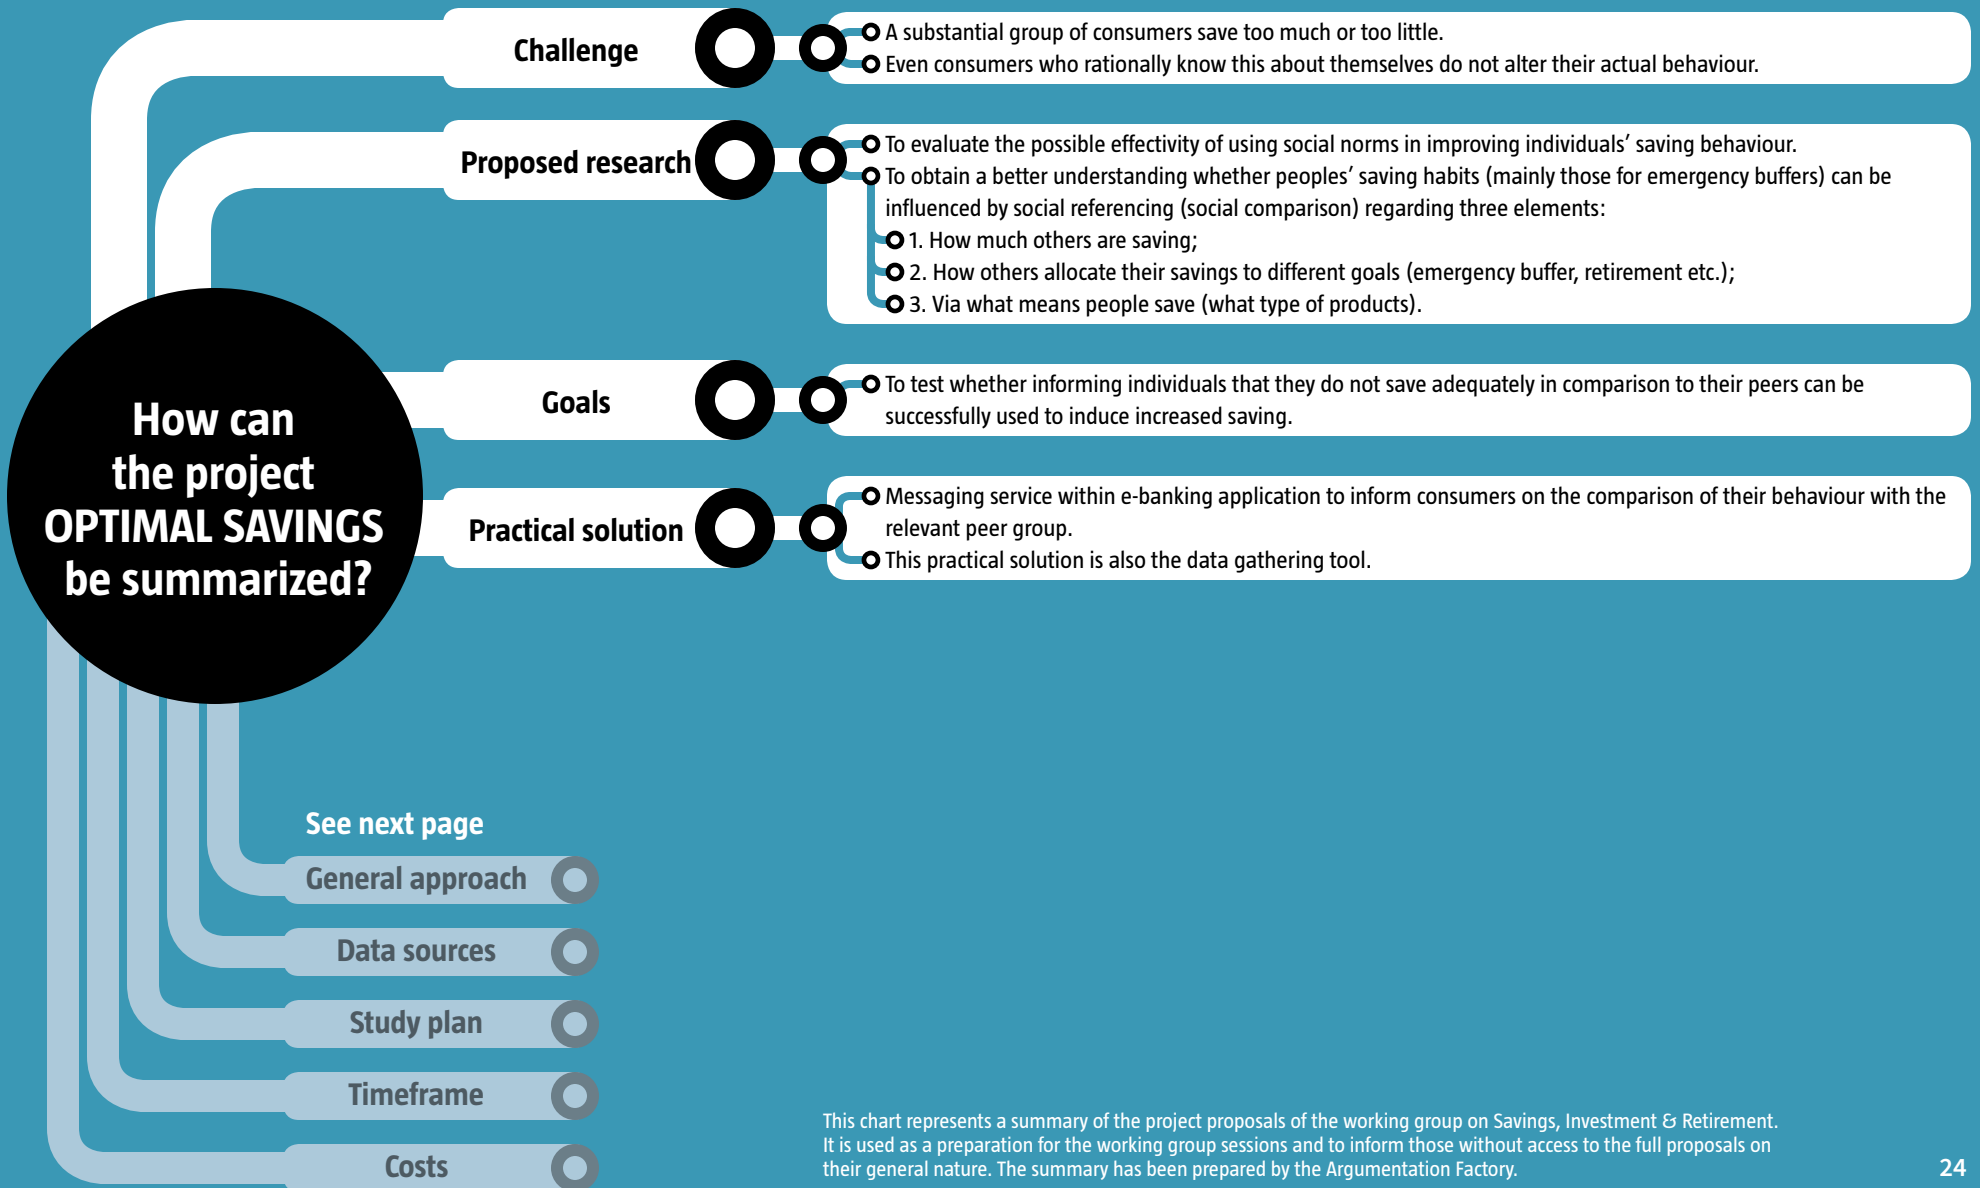 Challenge
A substantial group of consumers save too much or too little.
Even consumers who rationally know this about themselves do not alter their actual behaviour.
Proposed research
To evaluate the possible effectivity of using social norms in improving individuals’ saving behaviour.
To obtain a better understanding whether peoples’ saving habits (mainly those for emergency buffers) can be
influenced by social referencing (social comparison) regarding three elements:
1. How much others are saving;
2. How others allocate their savings to different goals (emergency buffer, retirement etc.);
3. Via what means people save (what type of products).
Goals
To test whether informing individuals that they do not save adequately in comparison to their peers can be
successfully used to induce increased saving.
How can
the project
OPTIMAL SAVINGS
be summarized?
Practical solution
Messaging service within e-banking application to inform consumers on the comparison of their behaviour with the
relevant peer group.
This practical solution is also the data gathering tool.
See next page
General approach
Data sources
Study plan
Timeframe
Costs
This chart represents a summary of the project proposals of the working group on Savings, Investment & Retirement.
It is used as a preparation for the working group sessions and to inform those without access to the full proposals on
their general nature. The summary has been prepared by the Argumentation Factory.
24